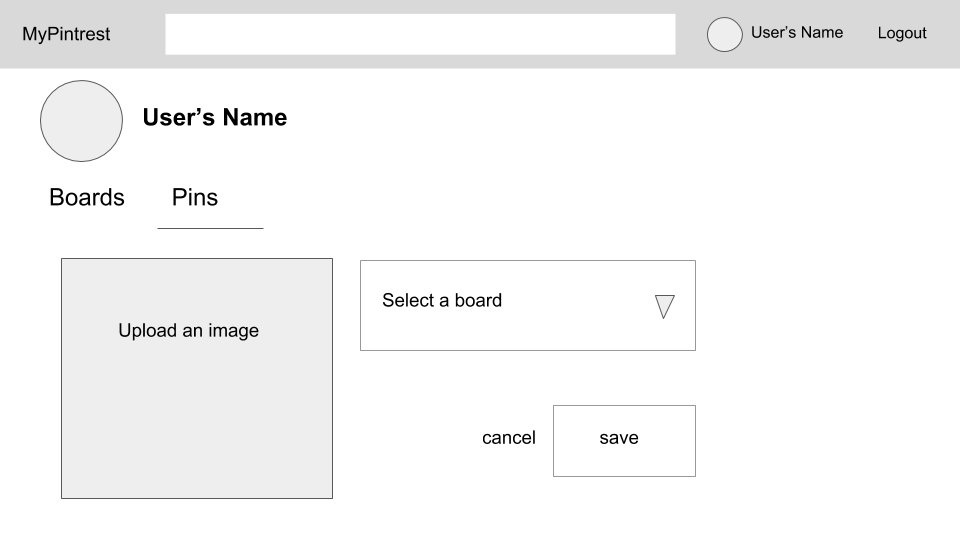 MyPintrest
User’s Name
Logout
User’s Name
Boards
Pins
Upload an image
Select a board
cancel
save